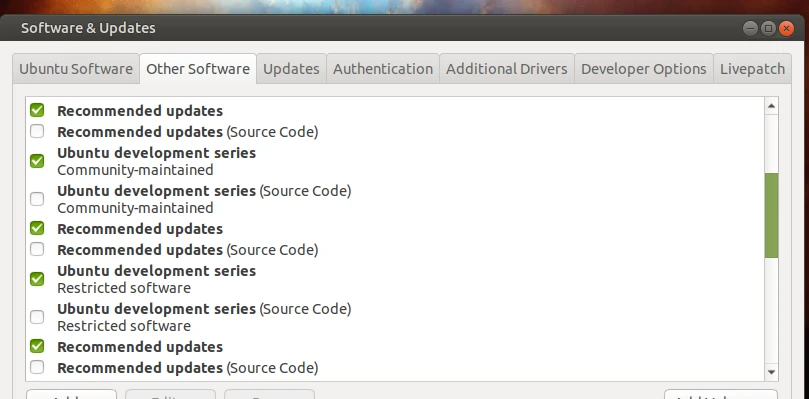 Software & Updates
Ubuntu Software Other Software Updates Authentication Additional Drivers Developer Options Livepatch
Recommended updates
Recommended updates (Source Code)
Ubuntu development series
Community-maintained
Ubuntu development series (Source Code)
Community-maintained
Recommended updates
Recommended updates (Source Code)
Ubuntu development series
Restricted software
Ubuntu development series (Source Code)
Restricted software
Recommended updates
Recommended updates (Source Code)